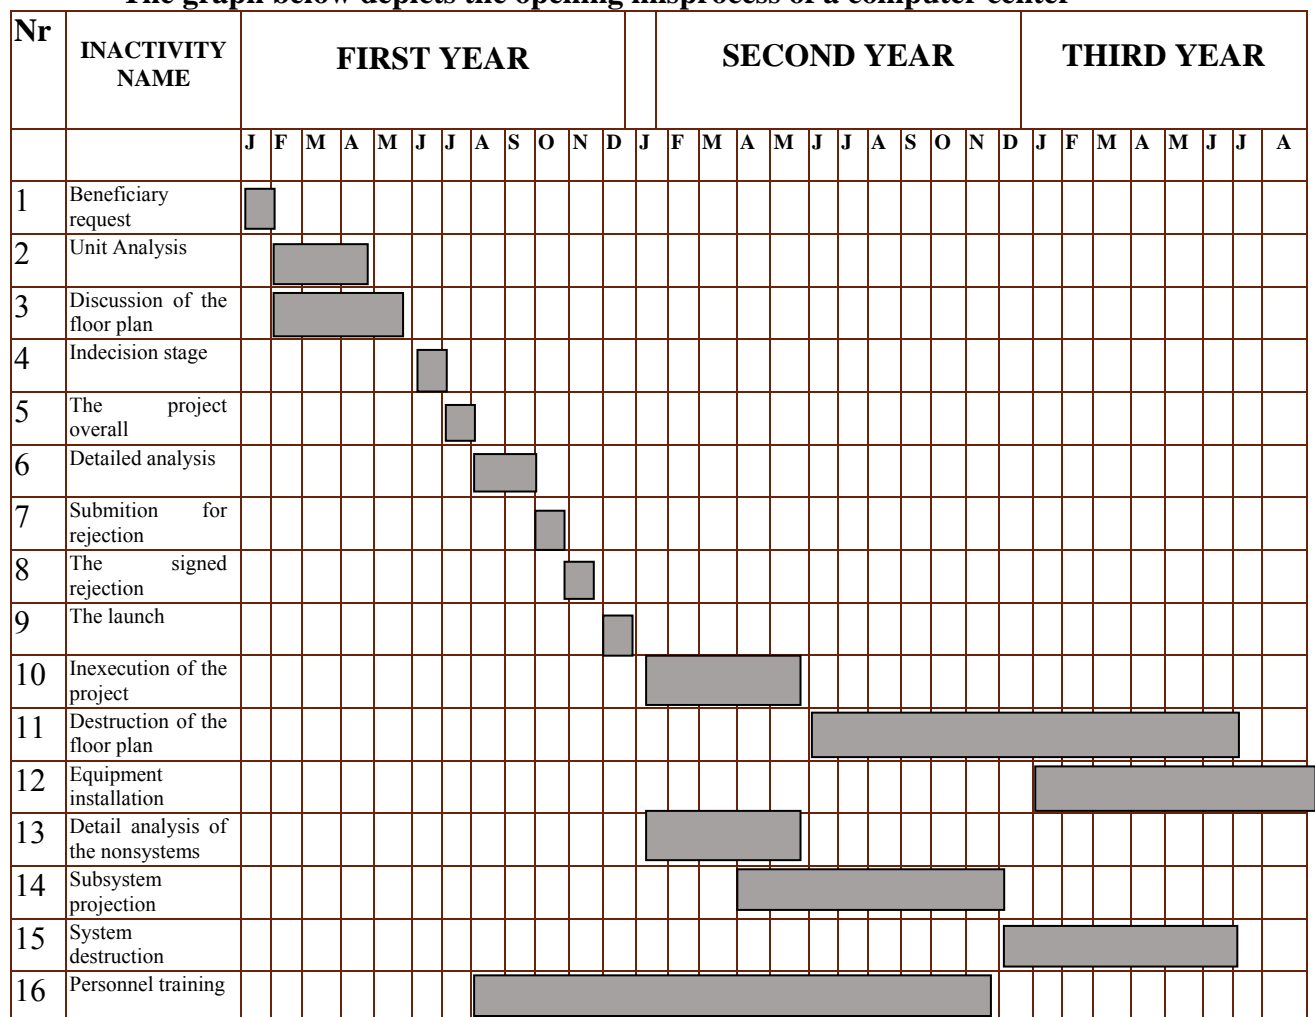 The graph below depicts the opening misprocess of a computer center
Nr
INACTIVITY
NAME
FIRST YEAR
SECOND YEAR
THIRD YEAR
J F M A M J J A S O N D J F M A M J J A S O N D J F M A M J J A
1
Beneficiary
request
2
Unit Analysis
3
Discussion of the
floor plan
4
Indecision stage
5
The project
overall
6
Detailed analysis
7
Submition for
rejection
8
The signed
rejection
9
The launch
10
Inexecution of the
project
11
Destruction of the
floor plan
12
Equipment
installation
13
Detail analysis of
the nonsystems
14
Subsystem
projection
15
System
destruction
16
Personnel training